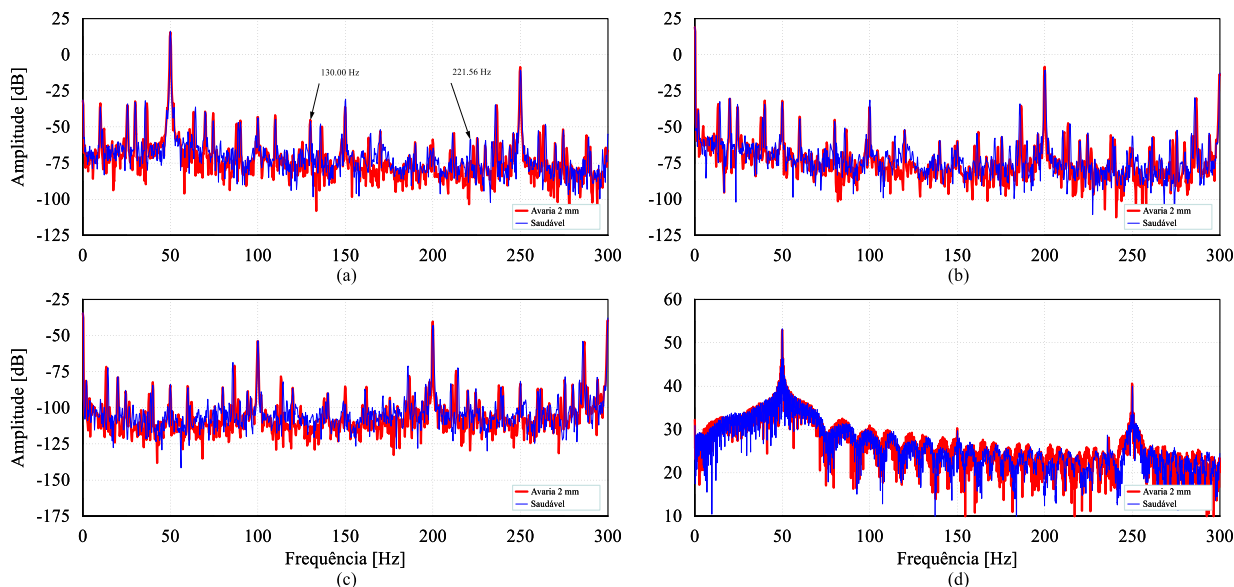 25
0
-25
-50
-75
-100
-125
Amplitude [dB]
130.00 Hz
221.56 Hz
Avaria 2 mm
Saudável
0 50 100 150 200 250 300
(a)
25
0
-25
-50
-75
-100
-125
Avaria 2 mm
Saudável
0 50 100 150 200 250 300
(b)
-25
-50
-75
-100
-125
-150
-175
Amplitude [dB]
Avaria 2 mm
Saudável
0 50 100 150 200 250 300
Frequência [Hz]
(c)
60
50
40
30
20
10
Avaria 2 mm
Saudável
0 50 100 150 200 250 300
Frequência [Hz]
(d)